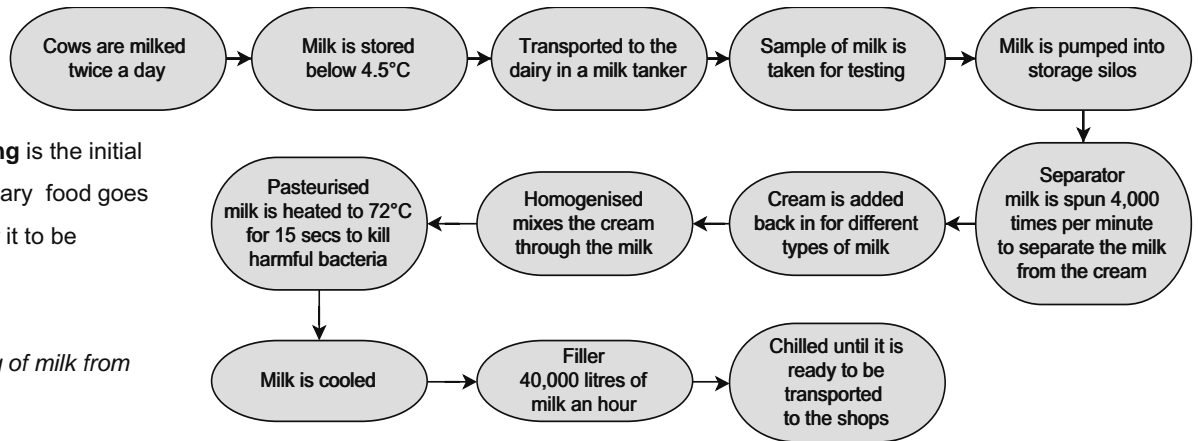 Cows are milked
twice a day
Milk is stored
below 4.5°C
Transported to the
dairy in a milk tanker
Sample of milk is
taken for testing
Milk is pumped into
storage silos
Separator
milk is spun 4,000
times per minute
to separate the milk
from the cream
Cream is added
back in for different
types of milk
Homogenised
mixes the cream
through the milk
Pasteurised
milk is heated to 72°C
for 15 secs to kill
harmful bacteria
Milk is cooled
Filler
40,000 litres of
milk an hour
Chilled until it is
ready to be
transported
to the shops
is the initial
food goes
it to be
of milk from